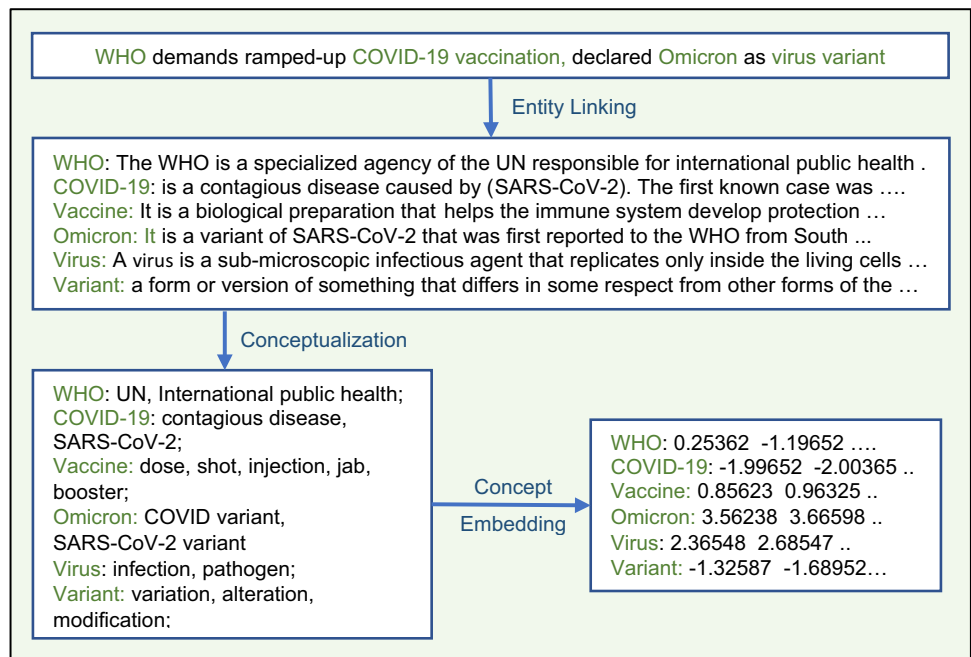 WHO demands ramped-up COVID-19 vaccination, declared Omicron as virus variant
Entity Linking
WHO: The WHO is a specialized agency of the UN responsible for international public health .
COVID-19: is a contagious disease caused by (SARS-CoV-2). The first known case was ….
Vaccine: It is a biological preparation that helps the immune system develop protection …
Omicron: It is a variant of SARS-CoV-2 that was first reported to the WHO from South ...
Virus: A virus is a sub-microscopic infectious agent that replicates only inside the living cells …
Variant: a form or version of something that differs in some respect from other forms of the …
Conceptualization
WHO: UN, International public health;
COVID-19: contagious disease,
SARS-CoV-2;
Vaccine: dose, shot, injection, jab,
booster;
Omicron: COVID variant,
SARS-CoV-2 variant
Virus: infection, pathogen;
Variant: variation, alteration,
modification;
Concept
Embedding
WHO: 0.25362 -1.19652 ….
COVID-19: -1.99652 -2.00365 ..
Vaccine: 0.85623 0.96325 ..
Omicron: 3.56238 3.66598 ..
Virus: 2.36548 2.68547 ..
Variant: -1.32587 -1.68952…